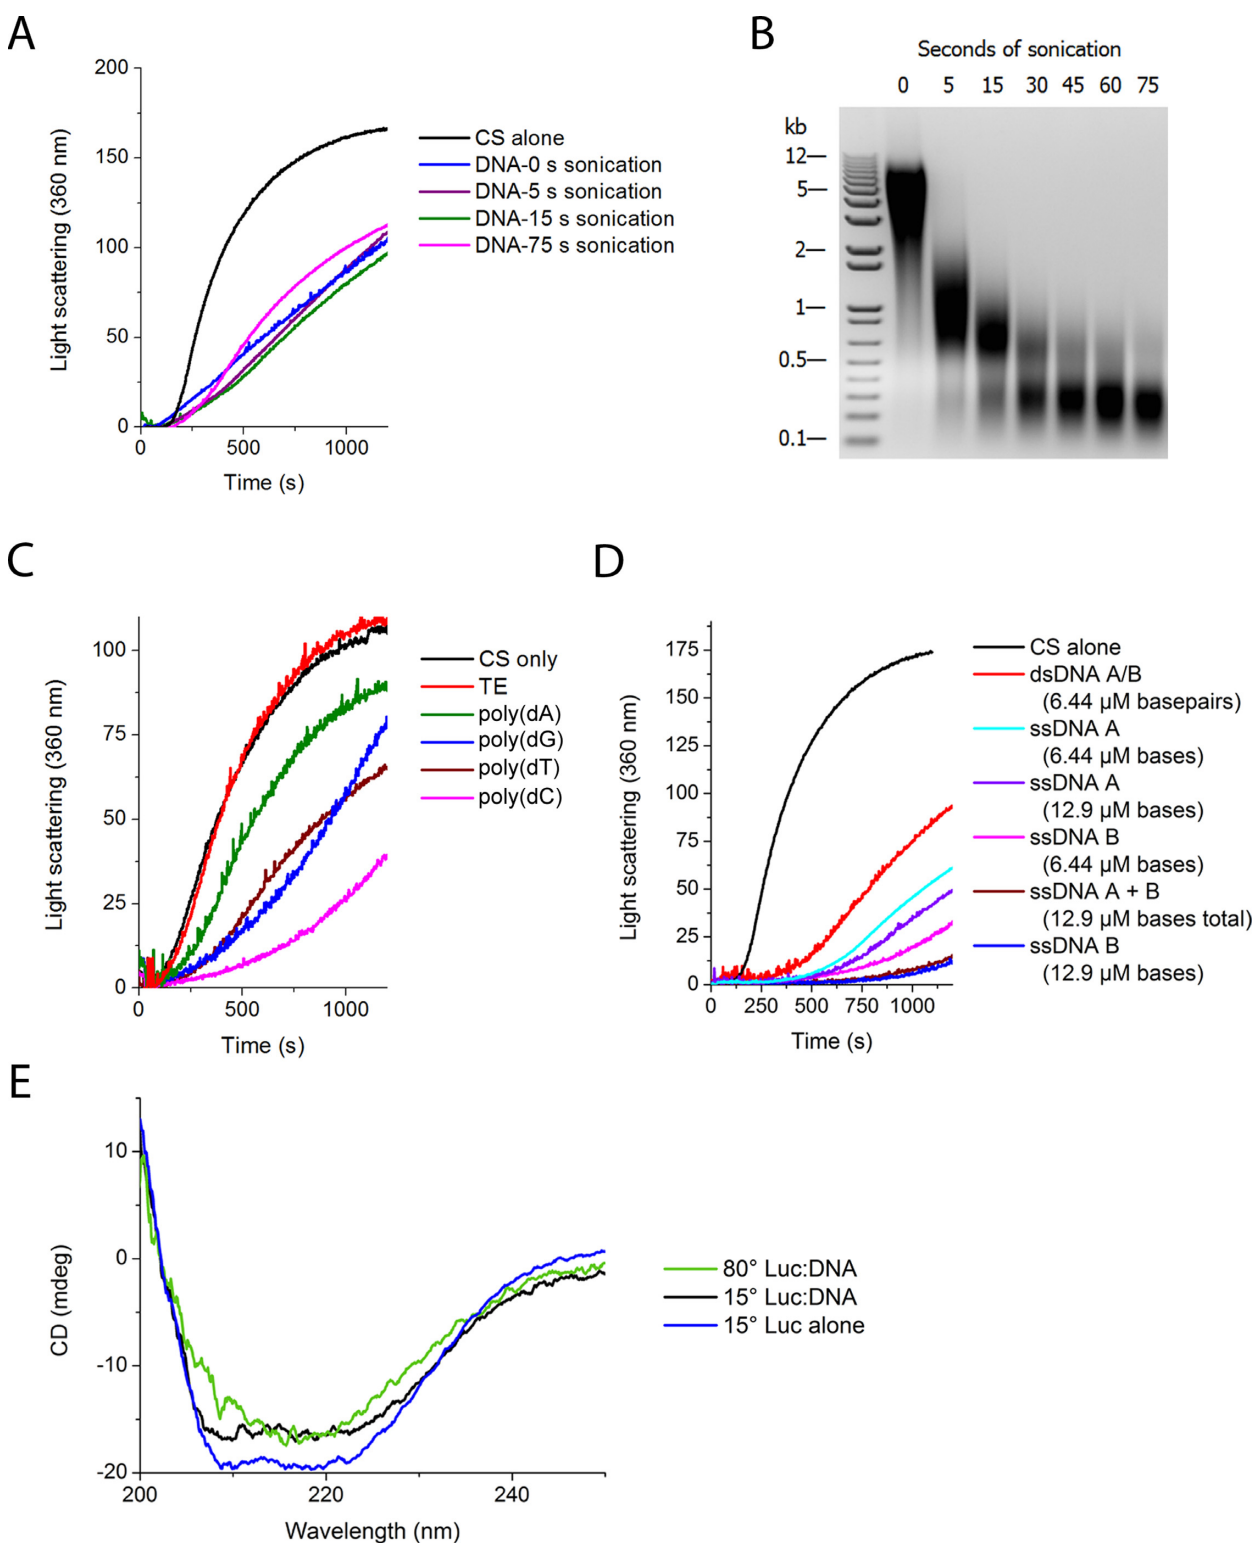 A
200
150
100
50
0
0
500
1000
Light scattering (360 nm)
Time (s)
CS alone
DNA-0 s sonication
DNA-5 s sonication
DNA-15 s sonication
DNA-75 s sonication
B
Seconds of sonication
0 5 15 30 45 60 75
kb
12
5
2
1
0.5
0.1
C
100
75
50
25
0
0
500
1000
Light scattering (360 nm)
Time (s)
CS only
TE
poly(dA)
poly(dG)
poly(dT)
poly(dC)
D
175
150
125
100
75
50
25
0
0
250
500
750
1000
Light scattering (360 nm)
Time (s)
CS alone
dsDNA A/B
(6.44 µM basepairs)
ssDNA A
(6.44 µM bases)
ssDNA A
(12.9 µM bases)
ssDNA B
(6.44 µM bases)
ssDNA A + B
(12.9 µM bases total)
ssDNA B
(12.9 µM bases)
E
10
0
-10
-20
200
220
240
CD (mdeg)
Wavelength (nm)
80° Luc:DNA
15° Luc:DNA
15° Luc alone